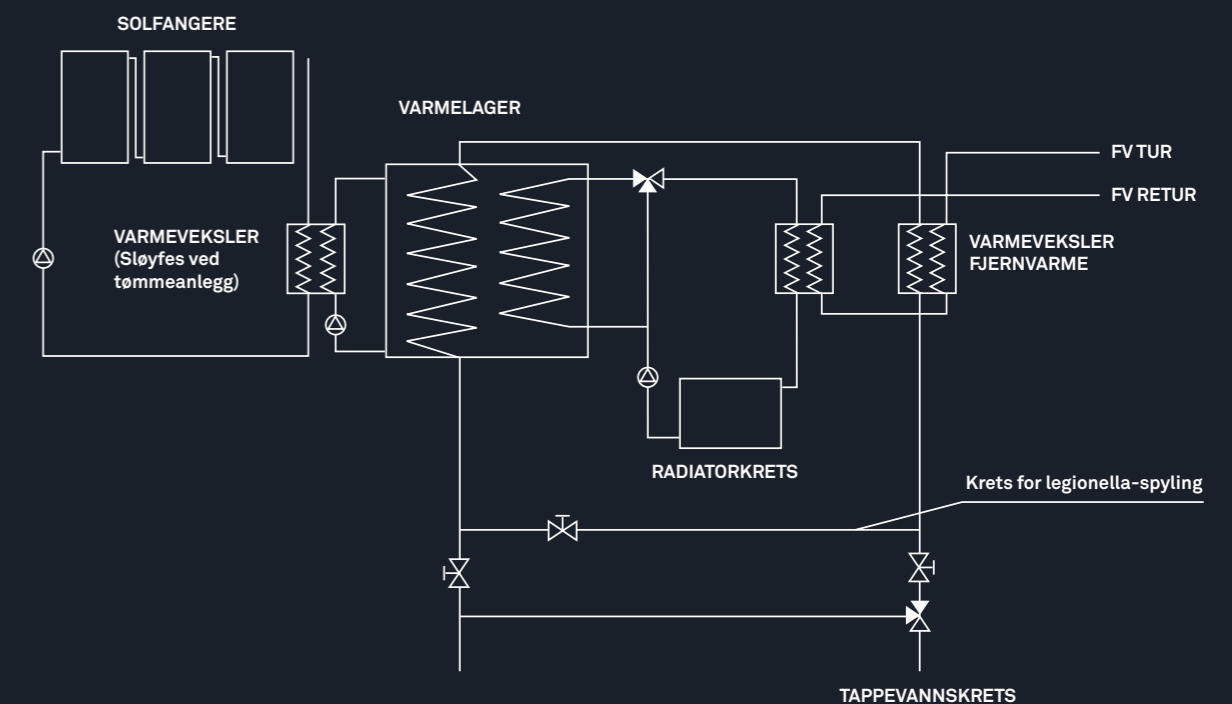 SOLFANGERE
VARMELAGER
FV TUR
FV RETUR
VARMEVEKSLER
(Sløyfes ved
tømmeanlegg)
VARMEVEKSLER
FJERNVARME
RADIATORKRETS
Krets for legionella-spyling
TAPPEVANNSKRETS